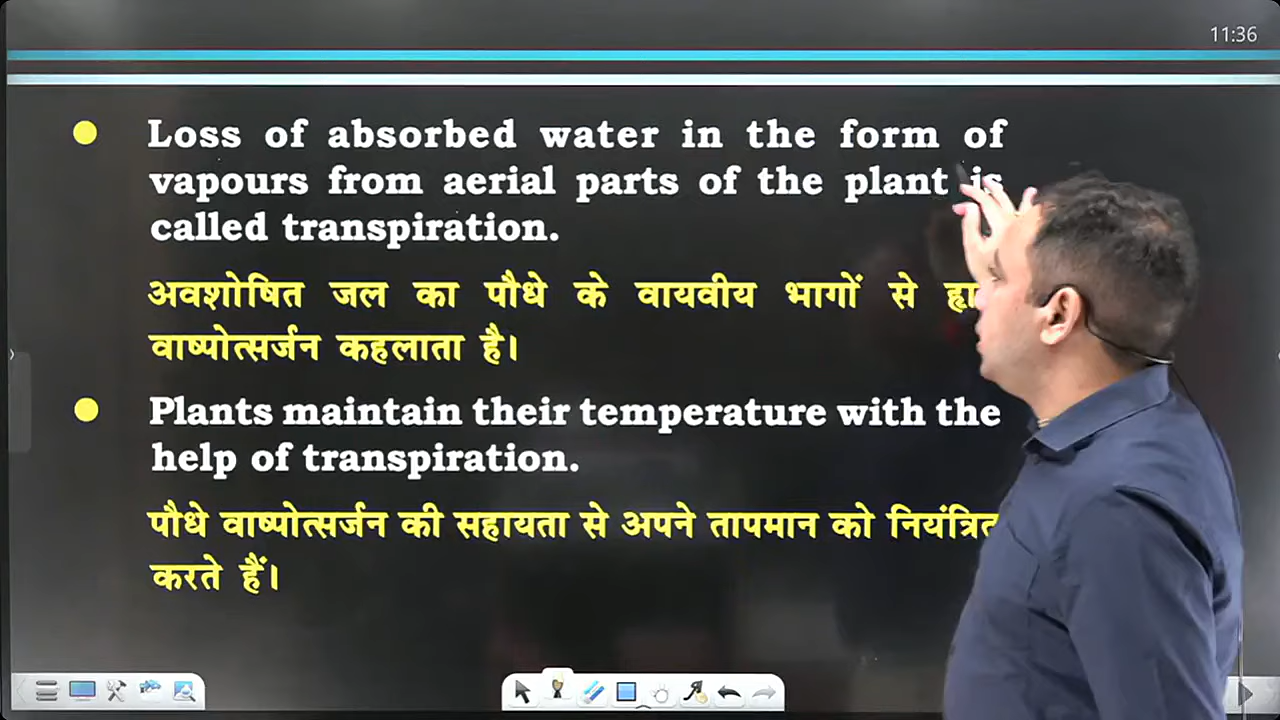 11:36
Loss of absorbed water in the form of
vapours from aerial parts of the plant is
called transpiration.
अवशोषित जल का पौधे के वायवीय भागों से
वाष्पोत्सर्जन कहलाता है।
Plants maintain their temperature with the
help of transpiration.
पौधे वाष्पोत्सर्जन की सहायता से अपने तापमान को नियंत्रित
करते हैं।